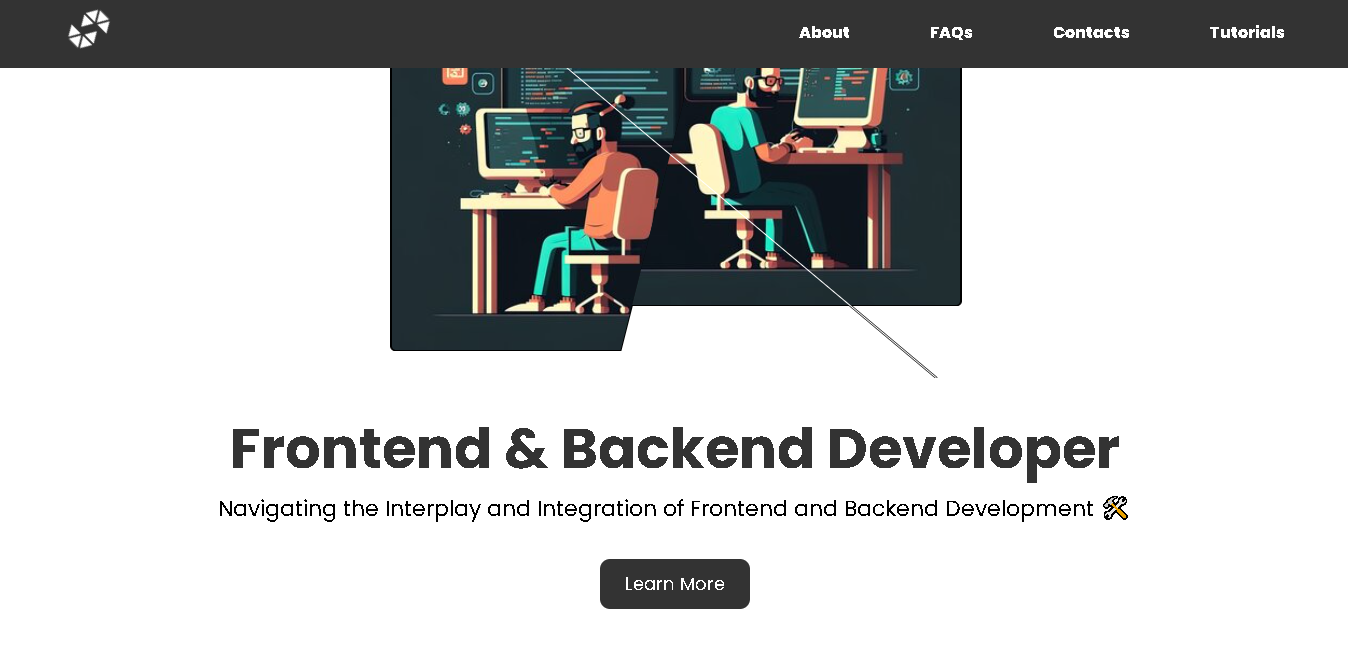 About FAQs Contacts Tutorials
Frontend & Backend Developer
Navigating the Interplay and Integration of Frontend and Backend Development 🛠
Learn More